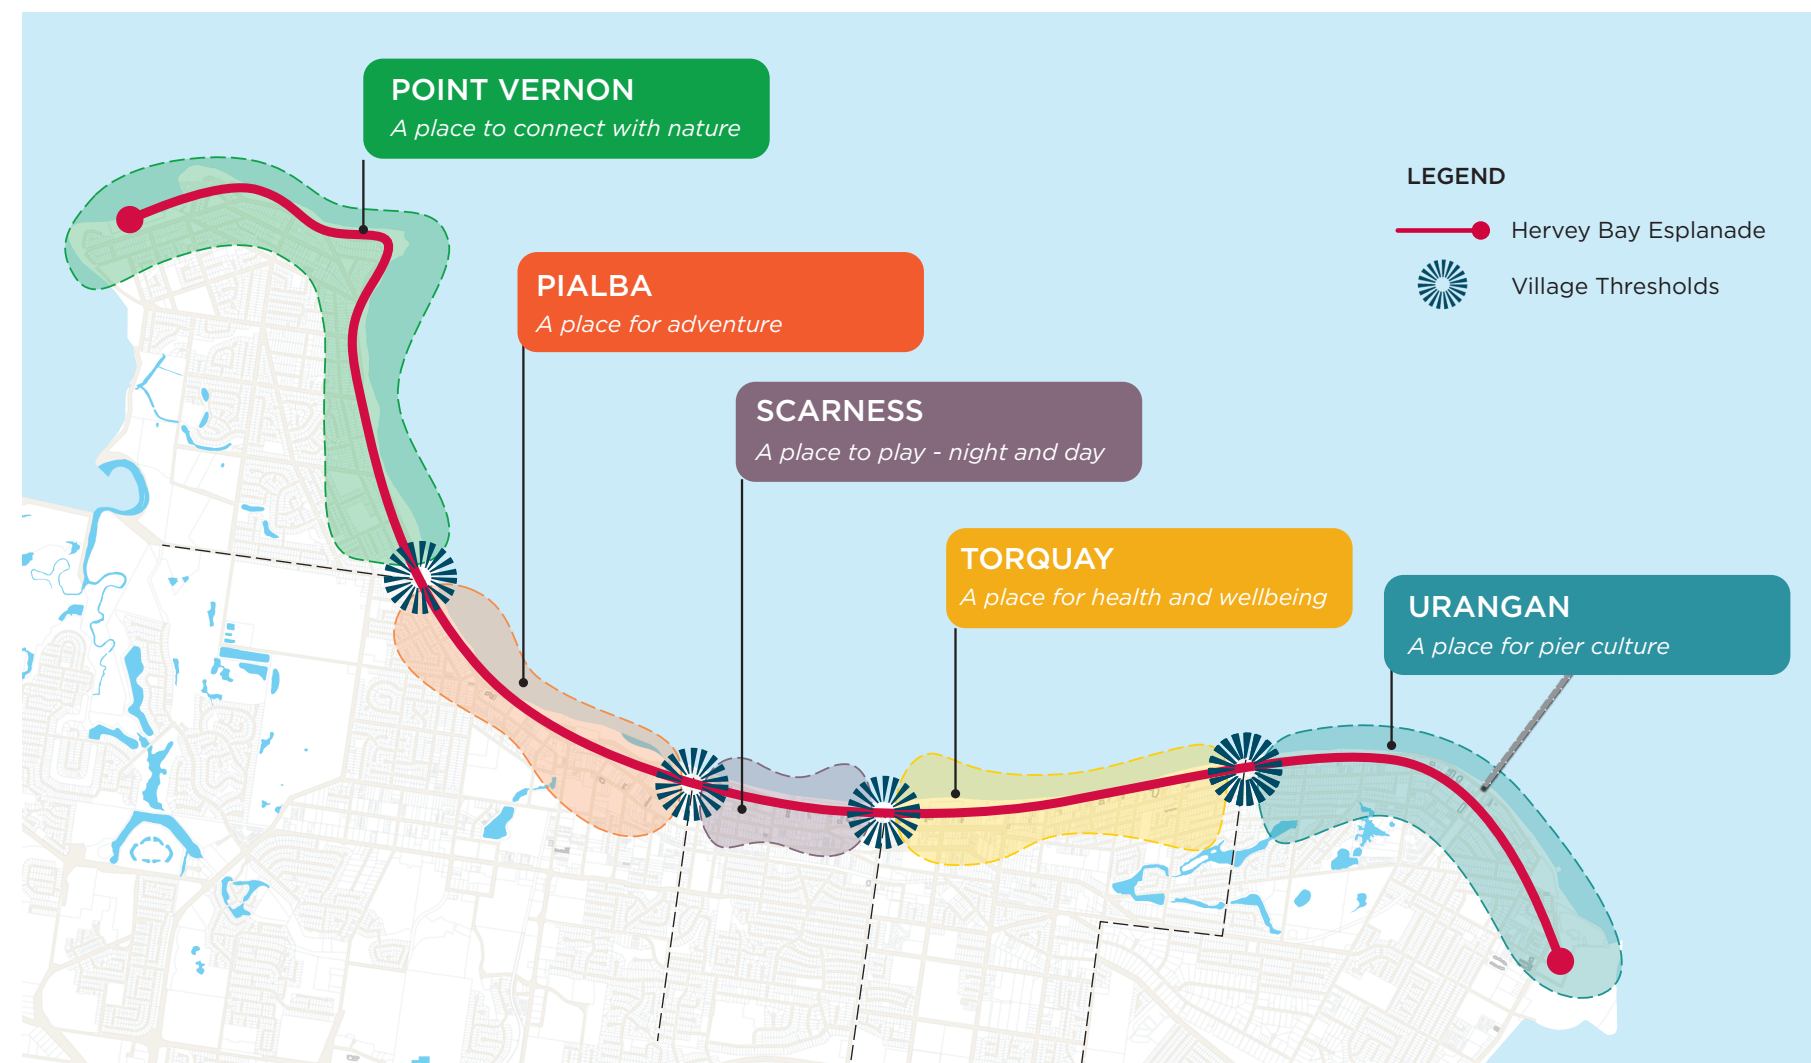 POINT VERNON
A place to connect with nature
PIALBA
A place for adventure
SCARNESS
A place to play - night and day
TORQUAY
A place for health and wellbeing
URANGAN
A place for pier culture
LEGEND
Hervey Bay Esplanade
Village Thresholds